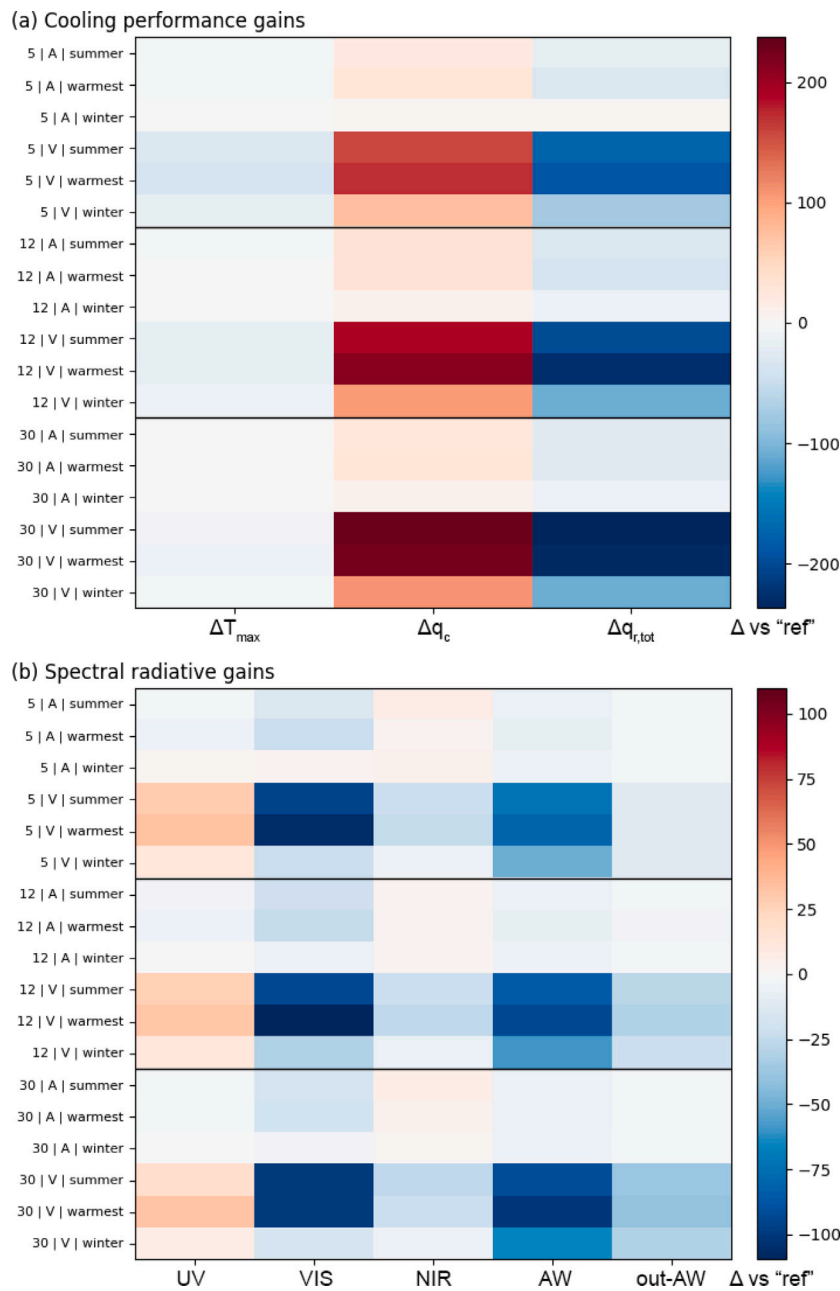 (a) Cooling performance gains
5 | A | summer
5 | A | warmest
5 | A | winter
5 | V | summer
5 | V | warmest
5 | V | winter
12 | A | summer
12 | A | warmest
12 | A | winter
12 | V | summer
12 | V | warmest
12 | V | winter
30 | A | summer
30 | A | warmest
30 | A | winter
30 | V | summer
30 | V | warmest
30 | V | winter
200
100
0
−100
−200
ΔTmax Δqc Δqr,tot Δ vs “ref”
(b) Spectral radiative gains
5 | A | summer
5 | A | warmest
5 | A | winter
5 | V | summer
5 | V | warmest
5 | V | winter
12 | A | summer
12 | A | warmest
12 | A | winter
12 | V | summer
12 | V | warmest
12 | V | winter
30 | A | summer
30 | A | warmest
30 | A | winter
30 | V | summer
30 | V | warmest
30 | V | winter
100
75
50
25
0
−25
−50
−75
−100
UV VIS NIR AW out-AW Δ vs “ref”